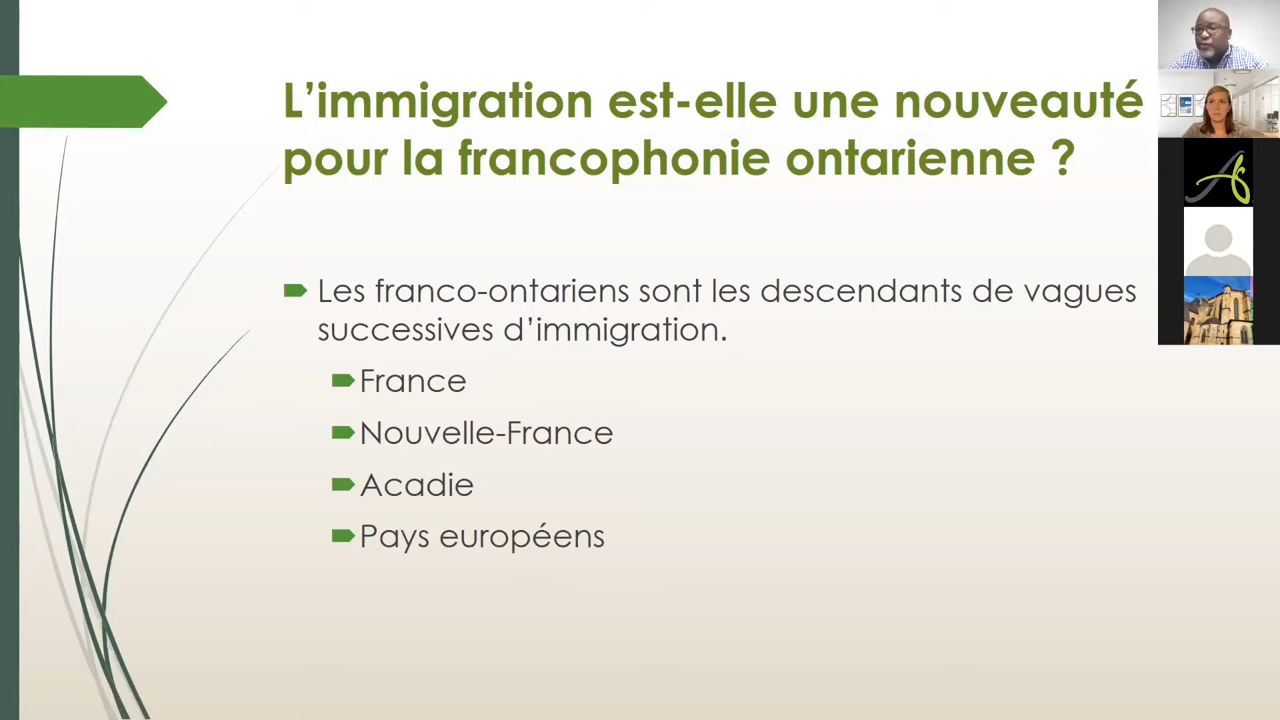 L’immigration est-elle une nouveauté
pour la francophonie ontarienne ?
Les franco-ontariens sont les descendants de vagues
successives d’immigration.
France
Nouvelle-France
Acadie
Pays européens